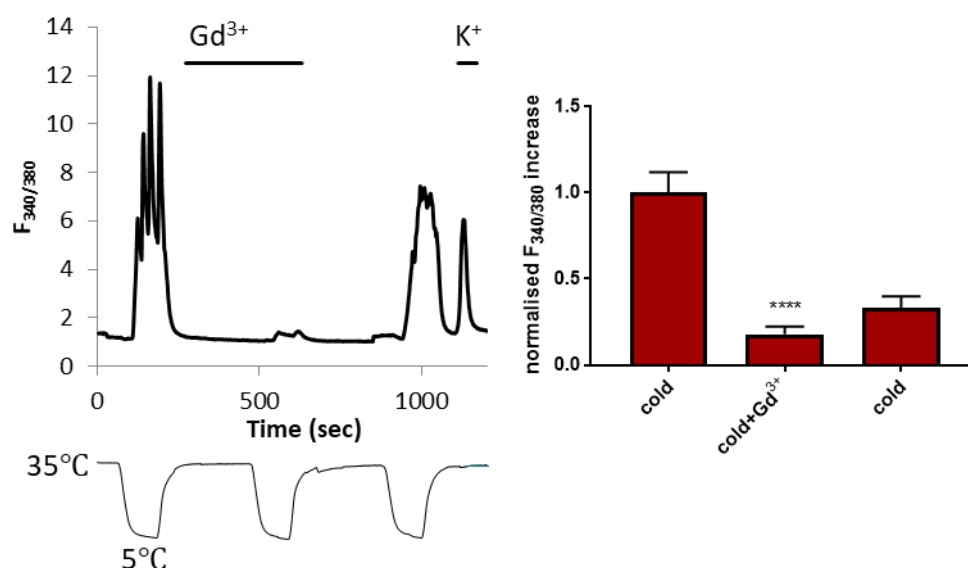 14
12
10
8
6
4
2
0
F340/380
Gd³⁺
K⁺
0
500
1000
Time (sec)
35°C
5°C
normalised F340/380 increase
1.5
1.0
0.5
0.0
****
cold
cold+Gd³⁺
cold